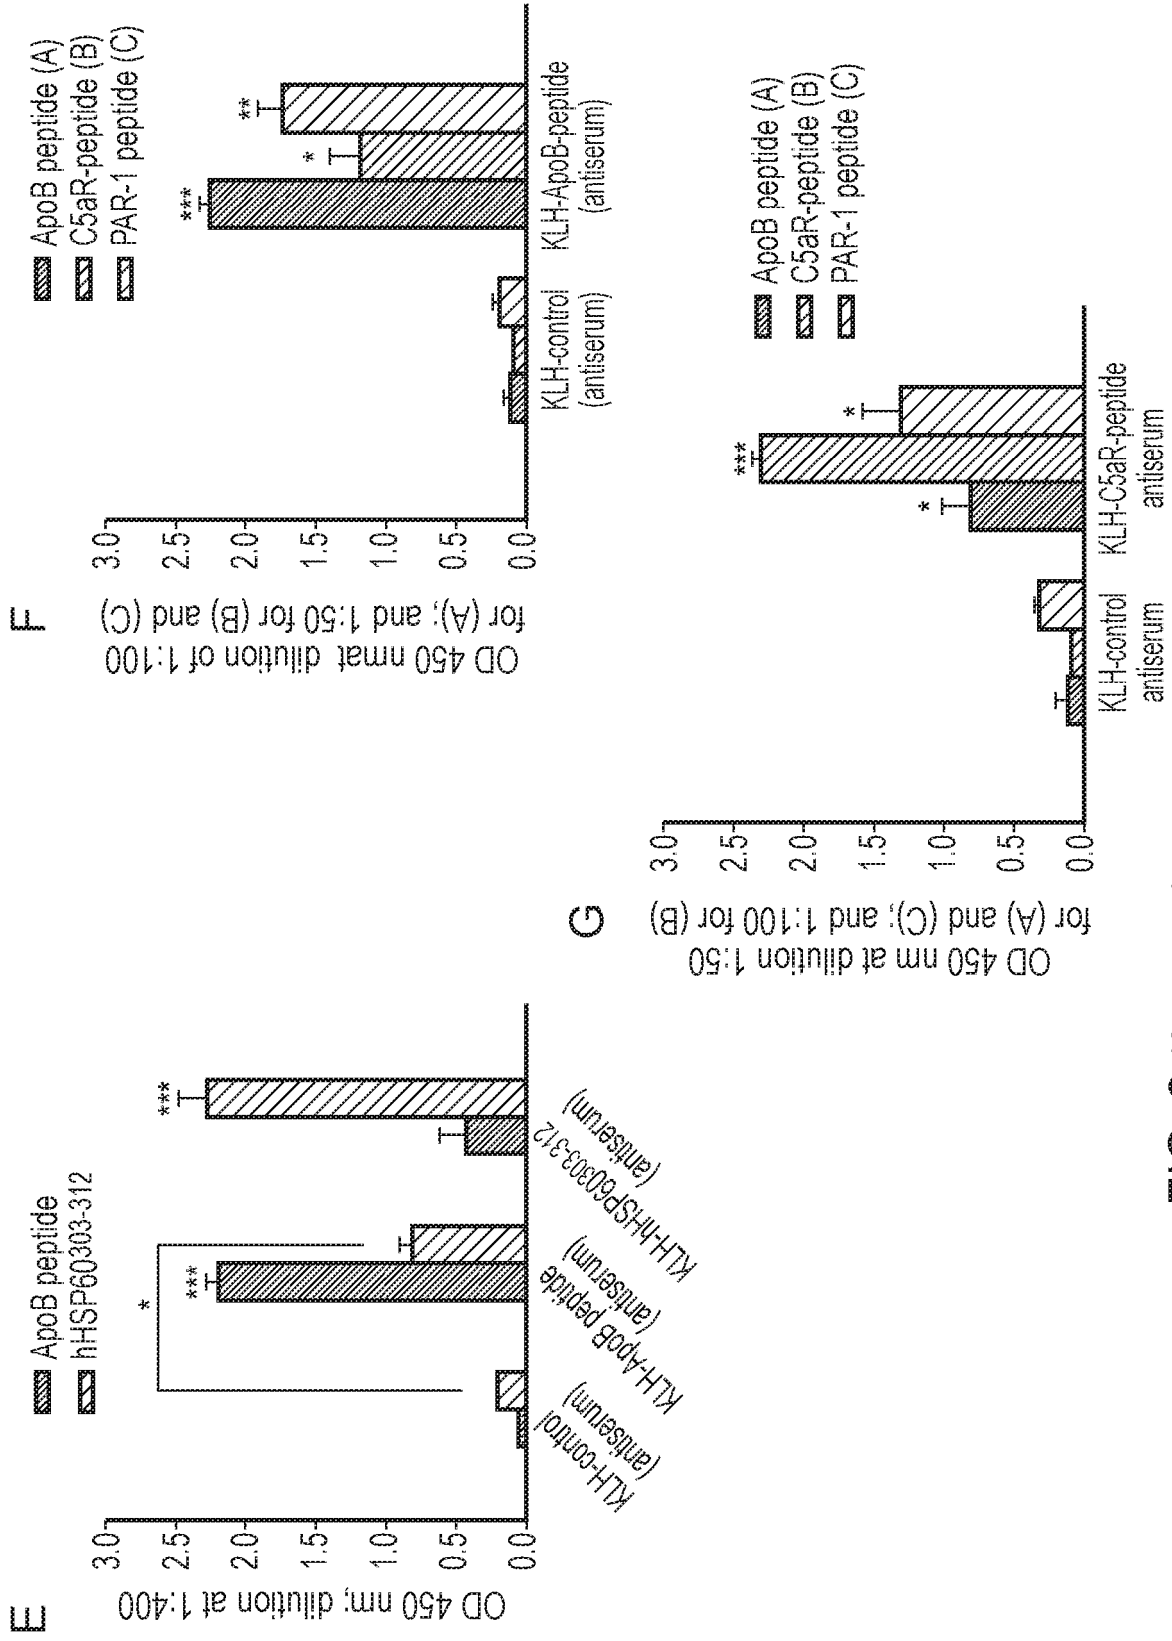 E
OD 450 nm; dilution at 1:400
3.0
2.5
2.0
1.5
1.0
0.5
0.0
ApoB peptide
hHSP60303-312
*
***
***
KLH-control
(antiserum)
KLH-ApoB peptide
(antiserum)
KLH-hHSP60303-312
(antiserum)
F
OD 450 nmat dilution of 1:100
for (A); and 1:50 for (B) and (C)
3.0
2.5
2.0
1.5
1.0
0.5
0.0
ApoB peptide (A)
C5aR-peptide (B)
PAR-1 peptide (C)
***
*
**
KLH-control
(antiserum)
KLH-ApoB-peptide
(antiserum)
G
OD 450 nm at dilution 1:50
for (A) and (C); and 1:100 for (B)
3.0
2.5
2.0
1.5
1.0
0.5
0.0
ApoB peptide (A)
C5aR-peptide (B)
PAR-1 peptide (C)
*
***
*
KLH-control
antiserum
KLH-C5aR-peptide
antiserum